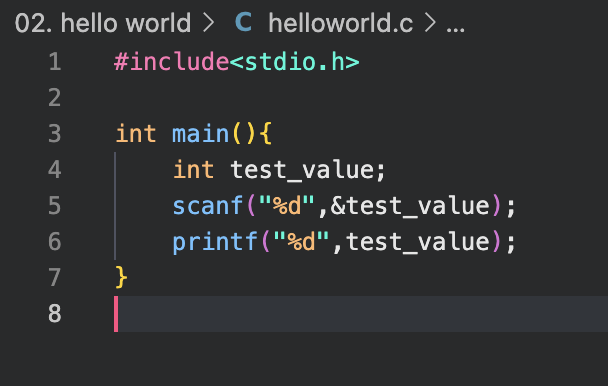 02. hello world > C helloworld.c > ...
1 #include<stdio.h>
2
3 int main(){
4     int test_value;
5     scanf("%d",&test_value);
6     printf("%d",test_value);
7 }
8